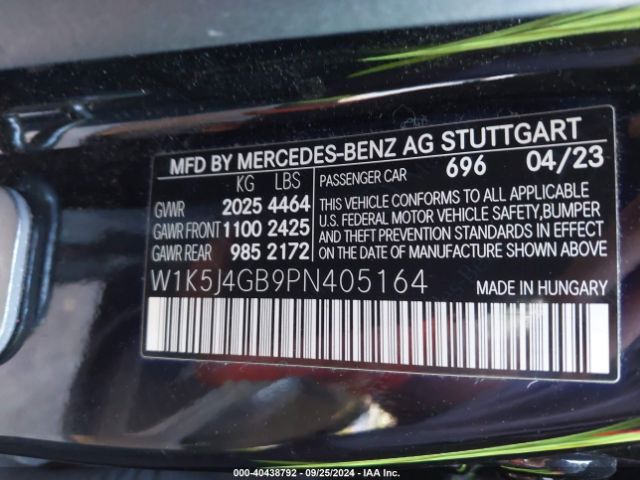 MFD BY MERCEDES-BENZ AG STUTTGART
KG LBS PASSENGER CAR 696 04/23
GVWR 2025 4464
GAWR FRONT 1100 2425
GAWR REAR 985 2172
THIS VEHICLE CONFORMS TO ALL APPLICABLE
U.S. FEDERAL MOTOR VEHICLE SAFETY,BUMPER
AND THEFT PREVENTION STANDARDS IN EFFECT
ON THE DATE OF MANUFACTURE SHOWN ABOVE.
W1K5J4GB9PN405164 MADE IN HUNGARY
000-40438792 - 09/25/2024 - IAA Inc.